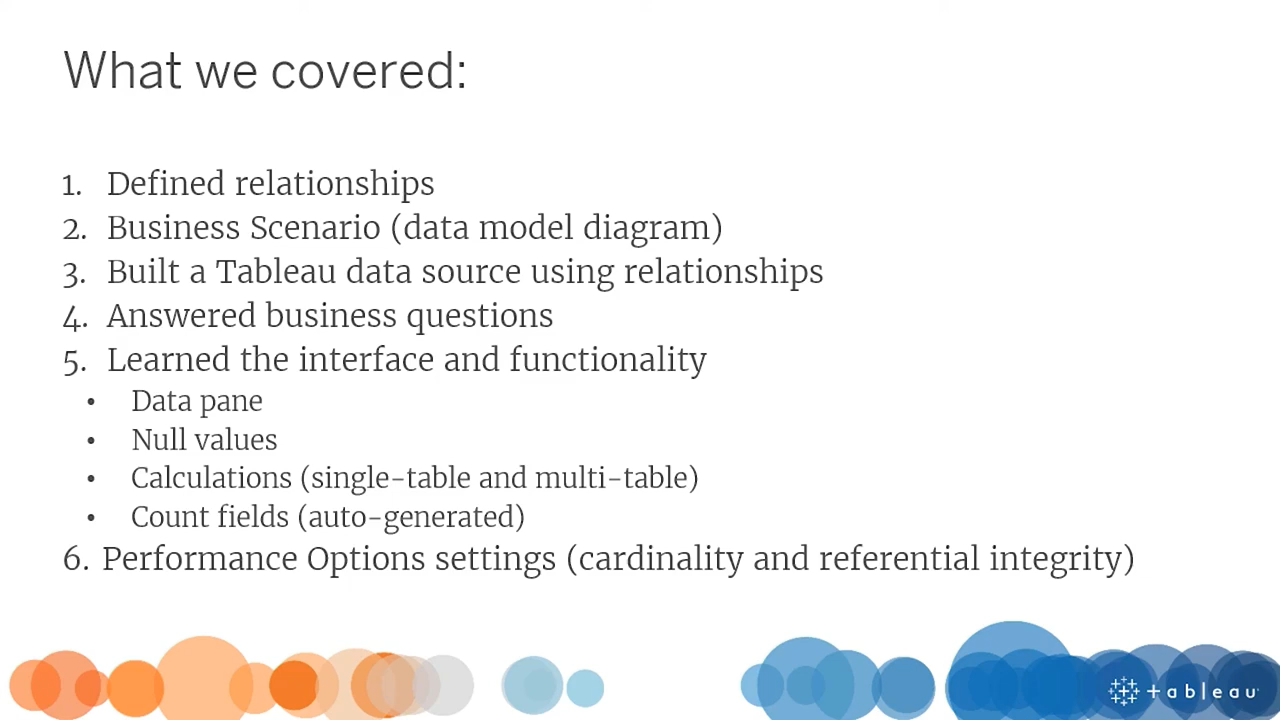 What we covered:
1. Defined relationships
2. Business Scenario (data model diagram)
3. Built a Tableau data source using relationships
4. Answered business questions
5. Learned the interface and functionality
• Data pane
• Null values
• Calculations (single-table and multi-table)
• Count fields (auto-generated)
6. Performance Options settings (cardinality and referential integrity)
+ableau